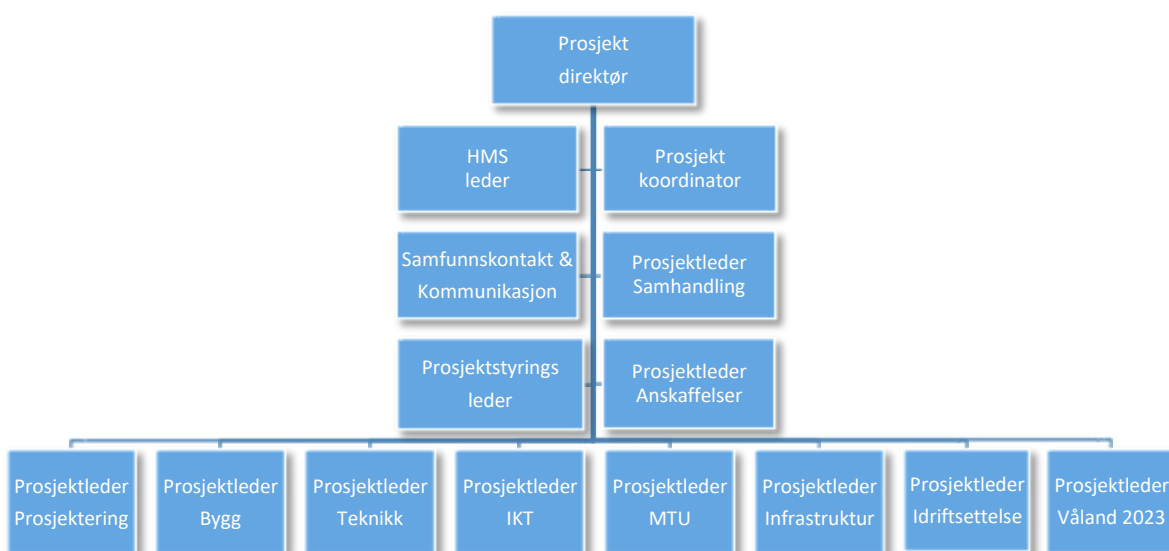 Prosjekt
direktør
HMS
leder
Prosjekt
koordinator
Samfunnskontakt &
Kommunikasjon
Prosjektleder
Samhandling
Prosjektstyrings
leder
Prosjektleder
Anskaffelser
Prosjektleder
Prosjektering
Prosjektleder
Bygg
Prosjektleder
Teknikk
Prosjektleder
IKT
Prosjektleder
MTU
Prosjektleder
Infrastruktur
Prosjektleder
Idriftsettelse
Prosjektleder
Våland 2023